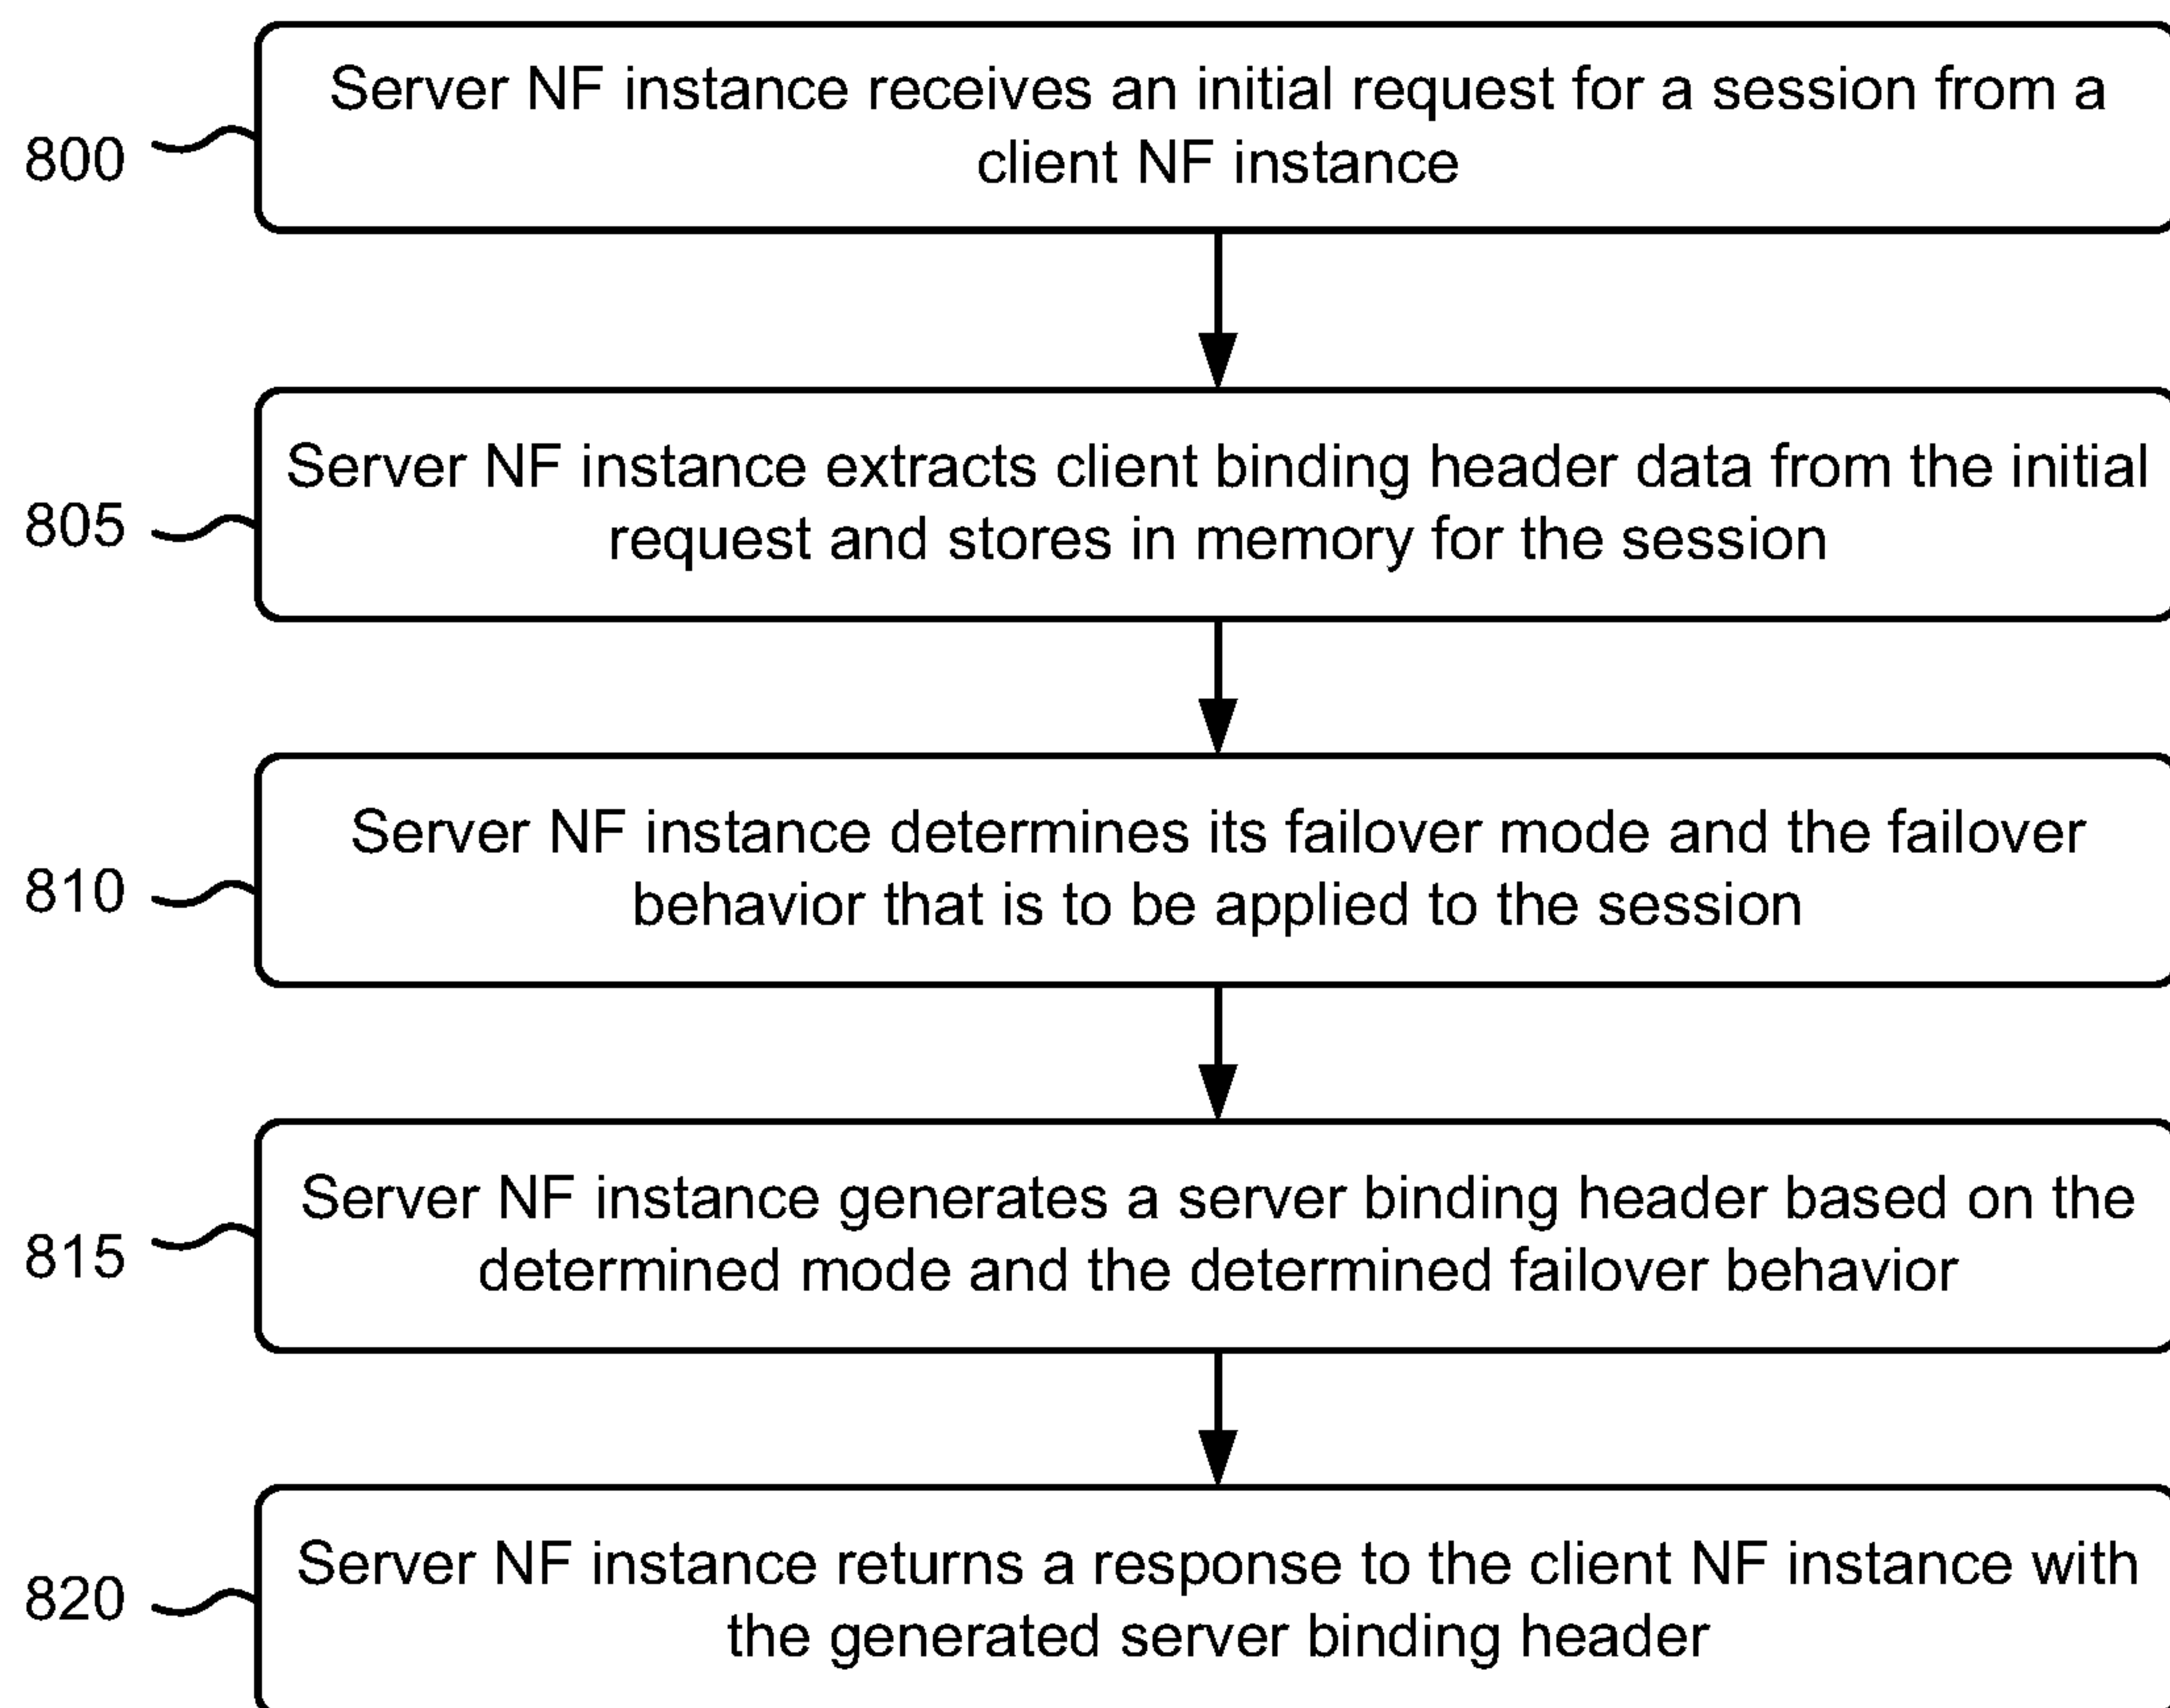 Server NF instance receives an initial request for a session from a
client NF instance
800
Server NF instance extracts client binding header data from the initial
request and stores in memory for the session
805
Server NF instance determines its failover mode and the failover
behavior that is to be applied to the session
810
Server NF instance generates a server binding header based on the
determined mode and the determined failover behavior
815
Server NF instance returns a response to the client NF instance with
the generated server binding header
820